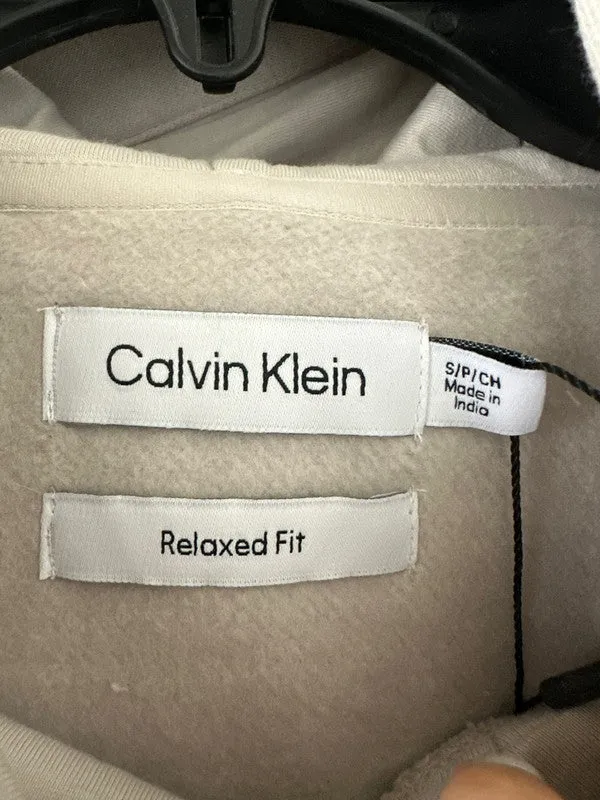 Calvin Klein
S/P/CH
Made in
India
Relaxed Fit